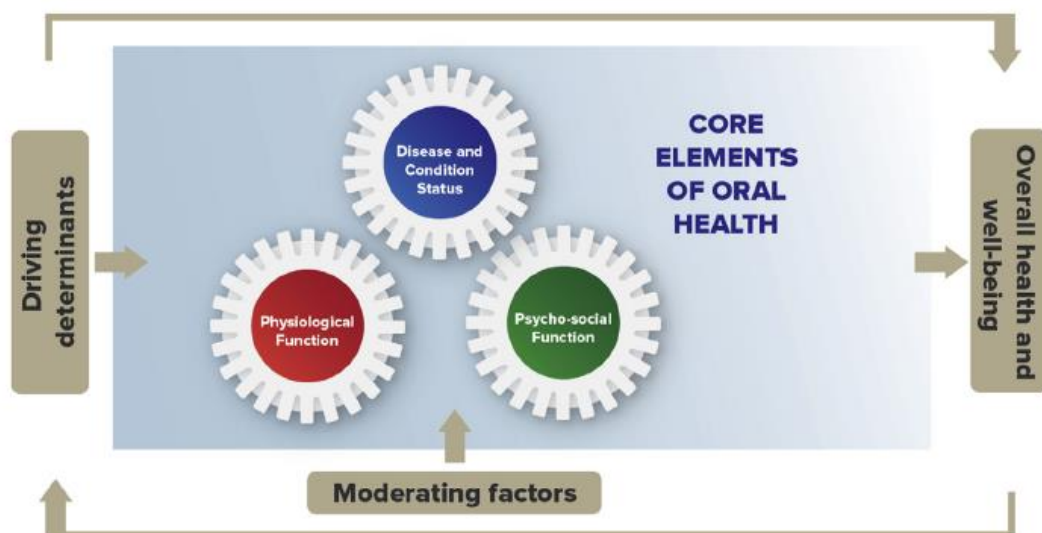 CORE
ELEMENTS
OF ORAL
HEALTH
Disease and
Condition
Status
Physiological
Function
Psycho-social
Function
Driving
determinants
Overall health and
well-being
Moderating factors